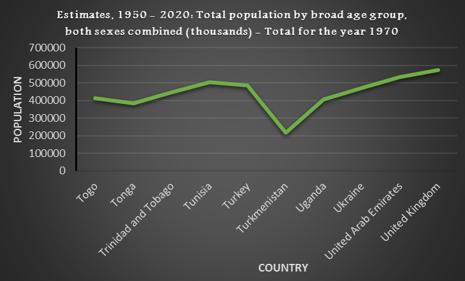 Estimates, 1950 - 2020: Total population by broad age group,
both sexes combined (thousands) - Total for the year 1970
700000
600000
500000
400000
300000
200000
100000
0
POPULATION
Togo
Tonga
Trinidad and Tobago
Tunisia
Turkey
Turkmenistan
Uganda
Ukraine
United Arab Emirates
United Kingdom
COUNTRY